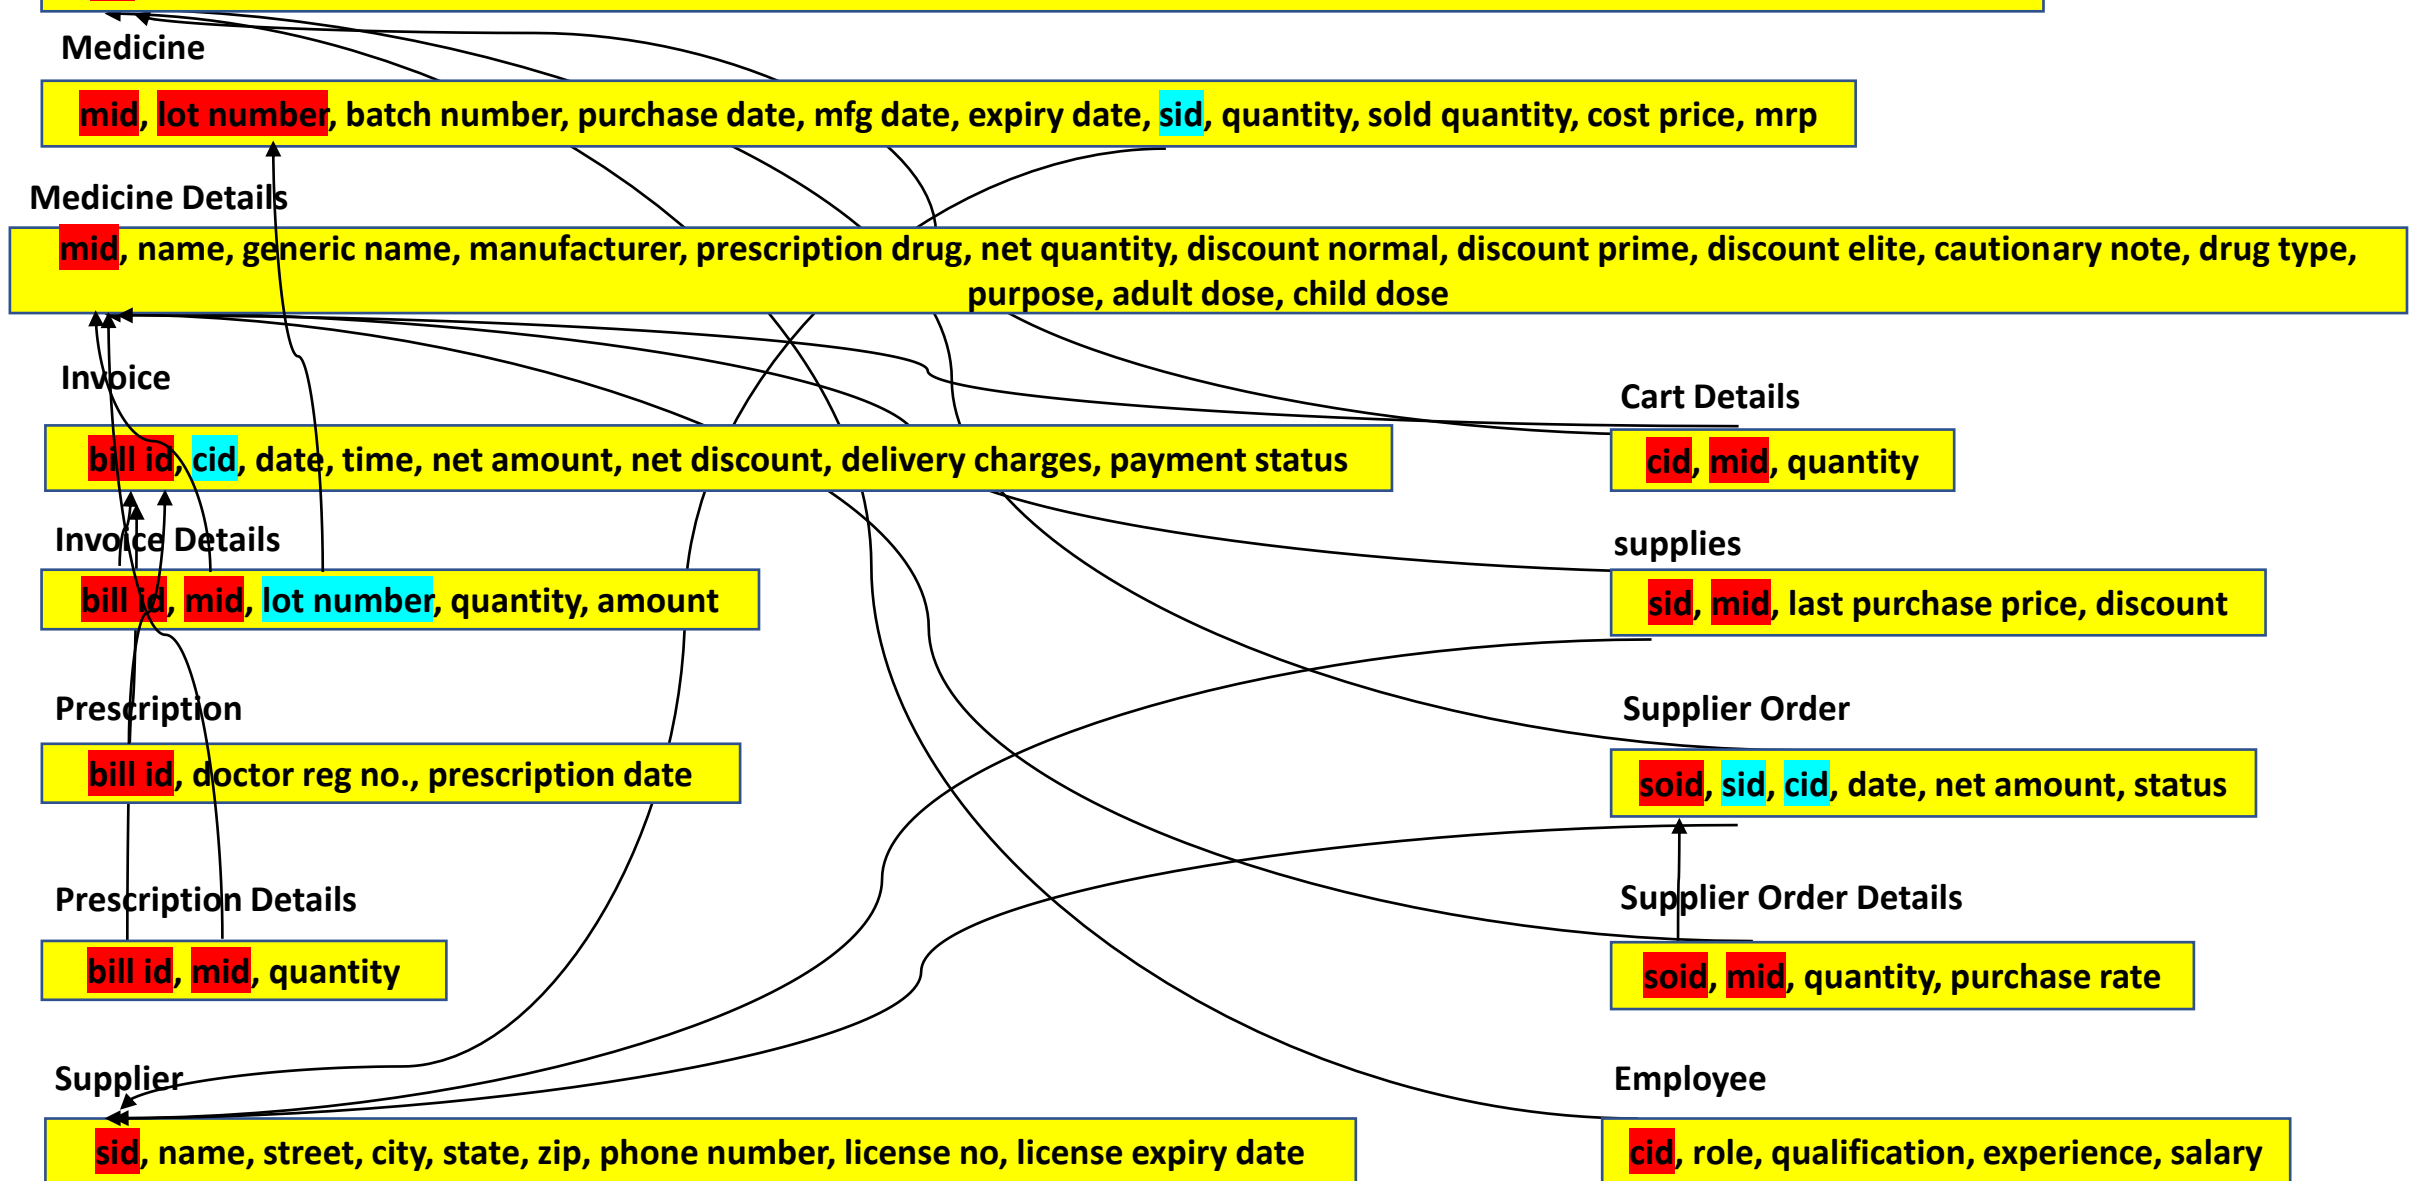 Medicine
mid, lot number, batch number, purchase date, mfg date, expiry date, sid, quantity, sold quantity, cost price, mrp
Medicine Details
mid, name, generic name, manufacturer, prescription drug, net quantity, discount normal, discount prime, discount elite, cautionary note, drug type,
purpose, adult dose, child dose
Invoice
bill id, cid, date, time, net amount, net discount, delivery charges, payment status
Cart Details
cid, mid, quantity
Invoice Details
bill id, mid, lot number, quantity, amount
supplies
sid, mid, last purchase price, discount
Prescription
bill id, doctor reg no., prescription date
Supplier Order
soid, sid, cid, date, net amount, status
Prescription Details
bill id, mid, quantity
Supplier Order Details
soid, mid, quantity, purchase rate
Supplier
sid, name, street, city, state, zip, phone number, license no, license expiry date
Employee
cid, role, qualification, experience, salary